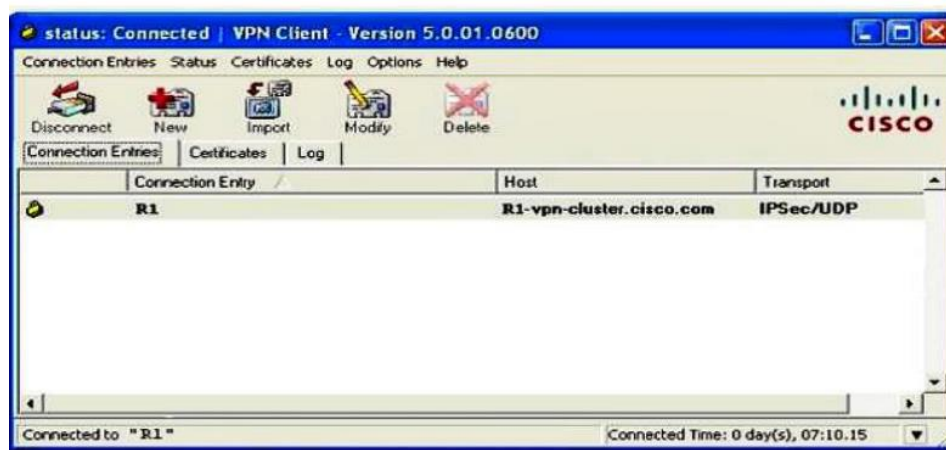 status: Connected | VPN Client - Version 5.0.01.0600
Connection Entries Status Certificates Log Options Help
Disconnect New Import Modify Delete
CISCO
Connection Entries Certificates Log
Connection Entry Host Transport
R1 R1-vpn-cluster.cisco.com IPSec/UDP
Connected to "R1" Connected Time: 0 day(s), 07:10.15